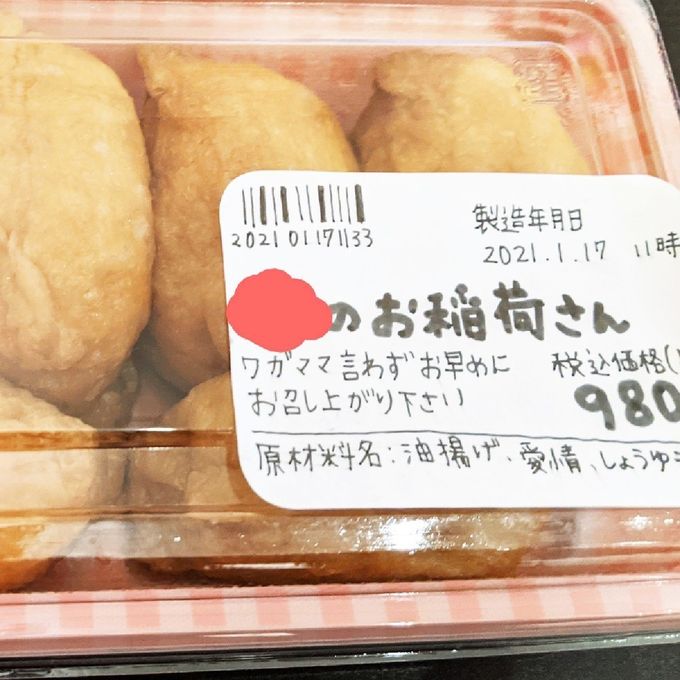 2021 01171133
製造年月日
2021.1.17 11時
のお稲荷さん
ワガママ言わずお早めに
お召し上がり下さい
税込価格(
980
原材料名:油揚げ、愛情、しょうゆ